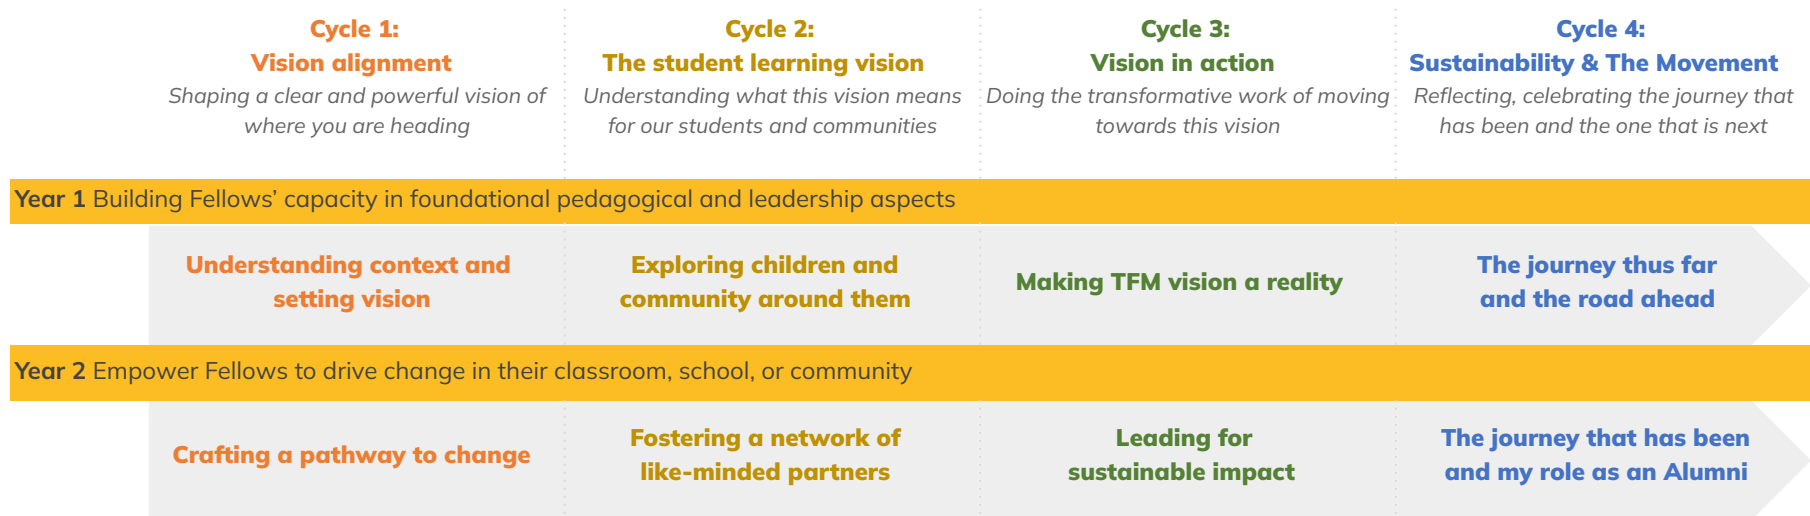 Cycle 1:
Vision alignment
Shaping a clear and powerful vision of
where you are heading
Cycle 2:
The student learning vision
Understanding what this vision means
for our students and communities
Cycle 3:
Vision in action
Doing the transformative work of moving
towards this vision
Cycle 4:
Sustainability & The Movement
Reflecting, celebrating the journey that
has been and the one that is next
Year 1 Building Fellows’ capacity in foundational pedagogical and leadership aspects
Understanding context and
setting vision
Exploring children and
community around them
Making TFM vision a reality
The journey thus far
and the road ahead
Year 2 Empower Fellows to drive change in their classroom, school, or community
Crafting a pathway to change
Fostering a network of
like-minded partners
Leading for
sustainable impact
The journey that has been
and my role as an Alumni